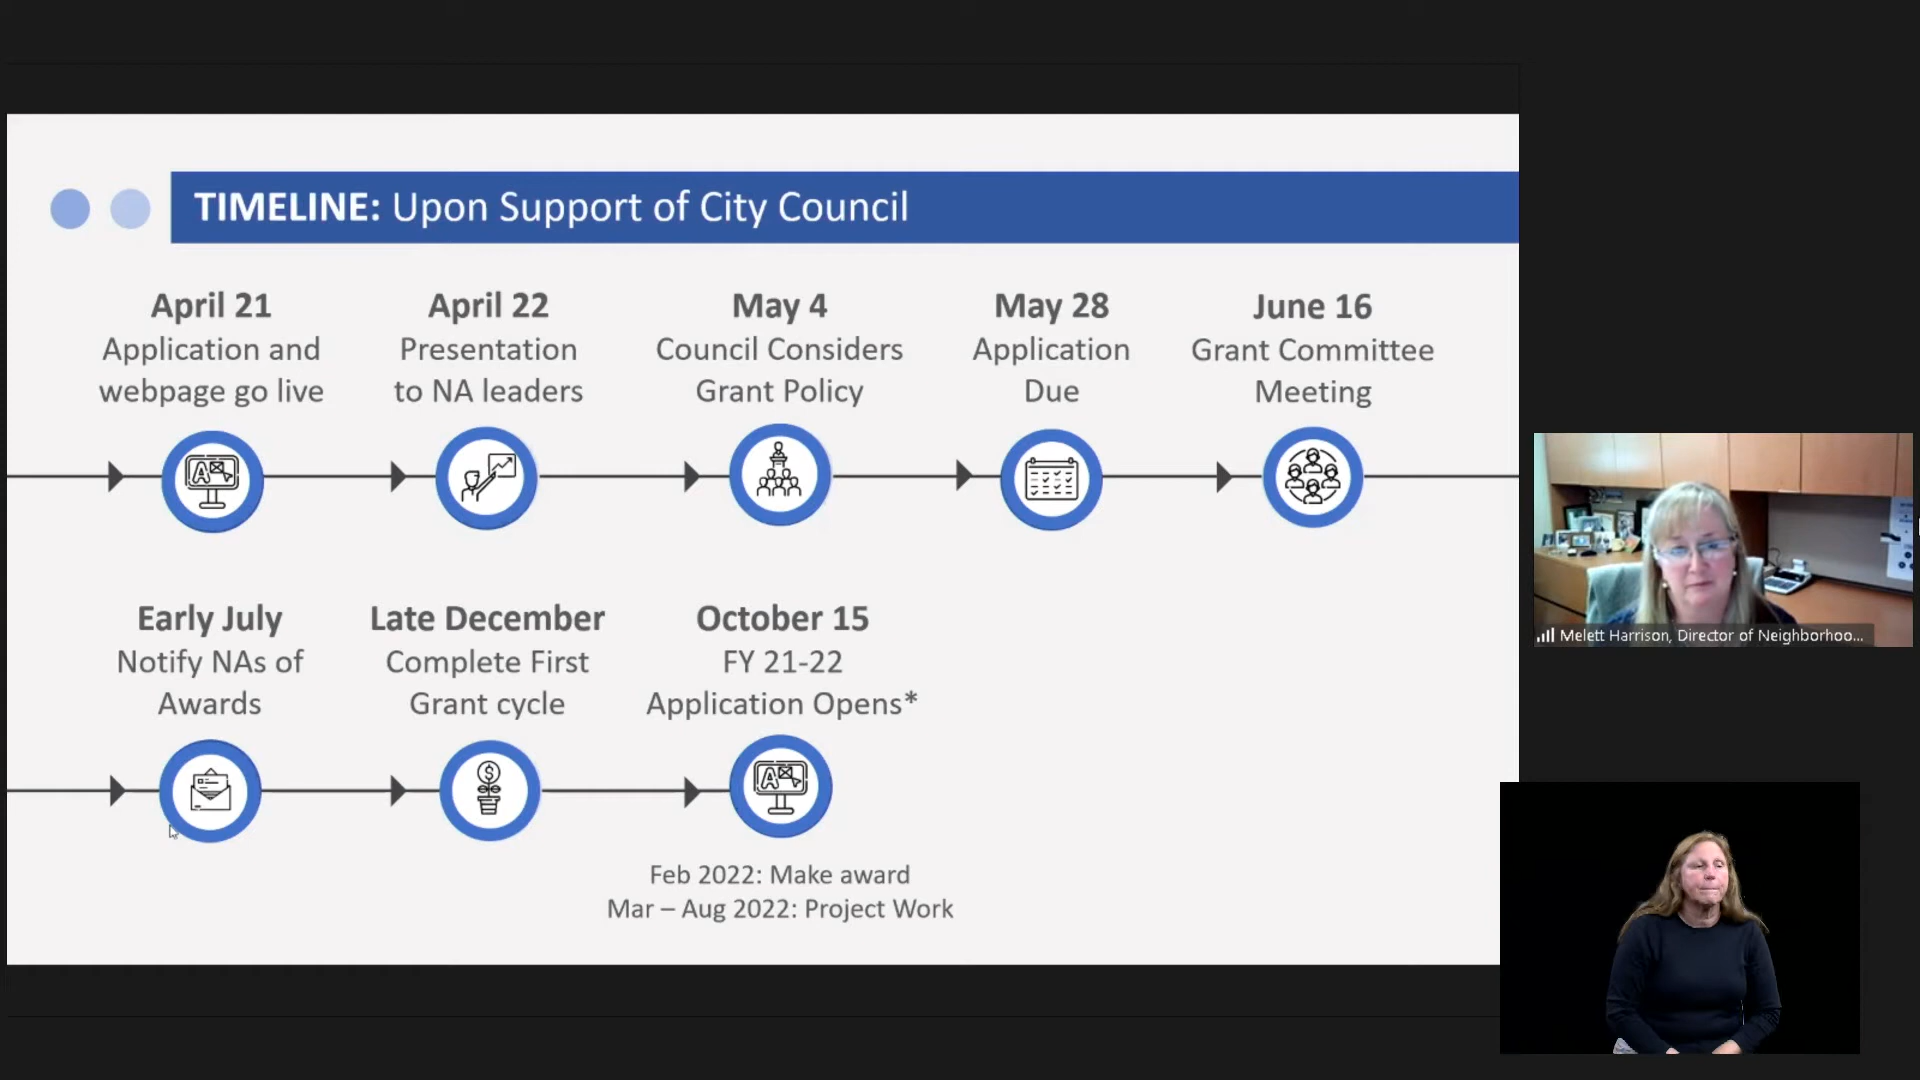 TIMELINE: Upon Support of City Council
April 21
Application and
webpage go live
April 22
Presentation
to NA leaders
May 4
Council Considers
Grant Policy
May 28
Application
Due
June 16
Grant Committee
Meeting
Early July
Notify NAs of
Awards
Late December
Complete First
Grant cycle
October 15
FY 21-22
Application Opens*
Feb 2022: Make award
Mar – Aug 2022: Project Work
Melett Harrison, Director of Neighborhoo...